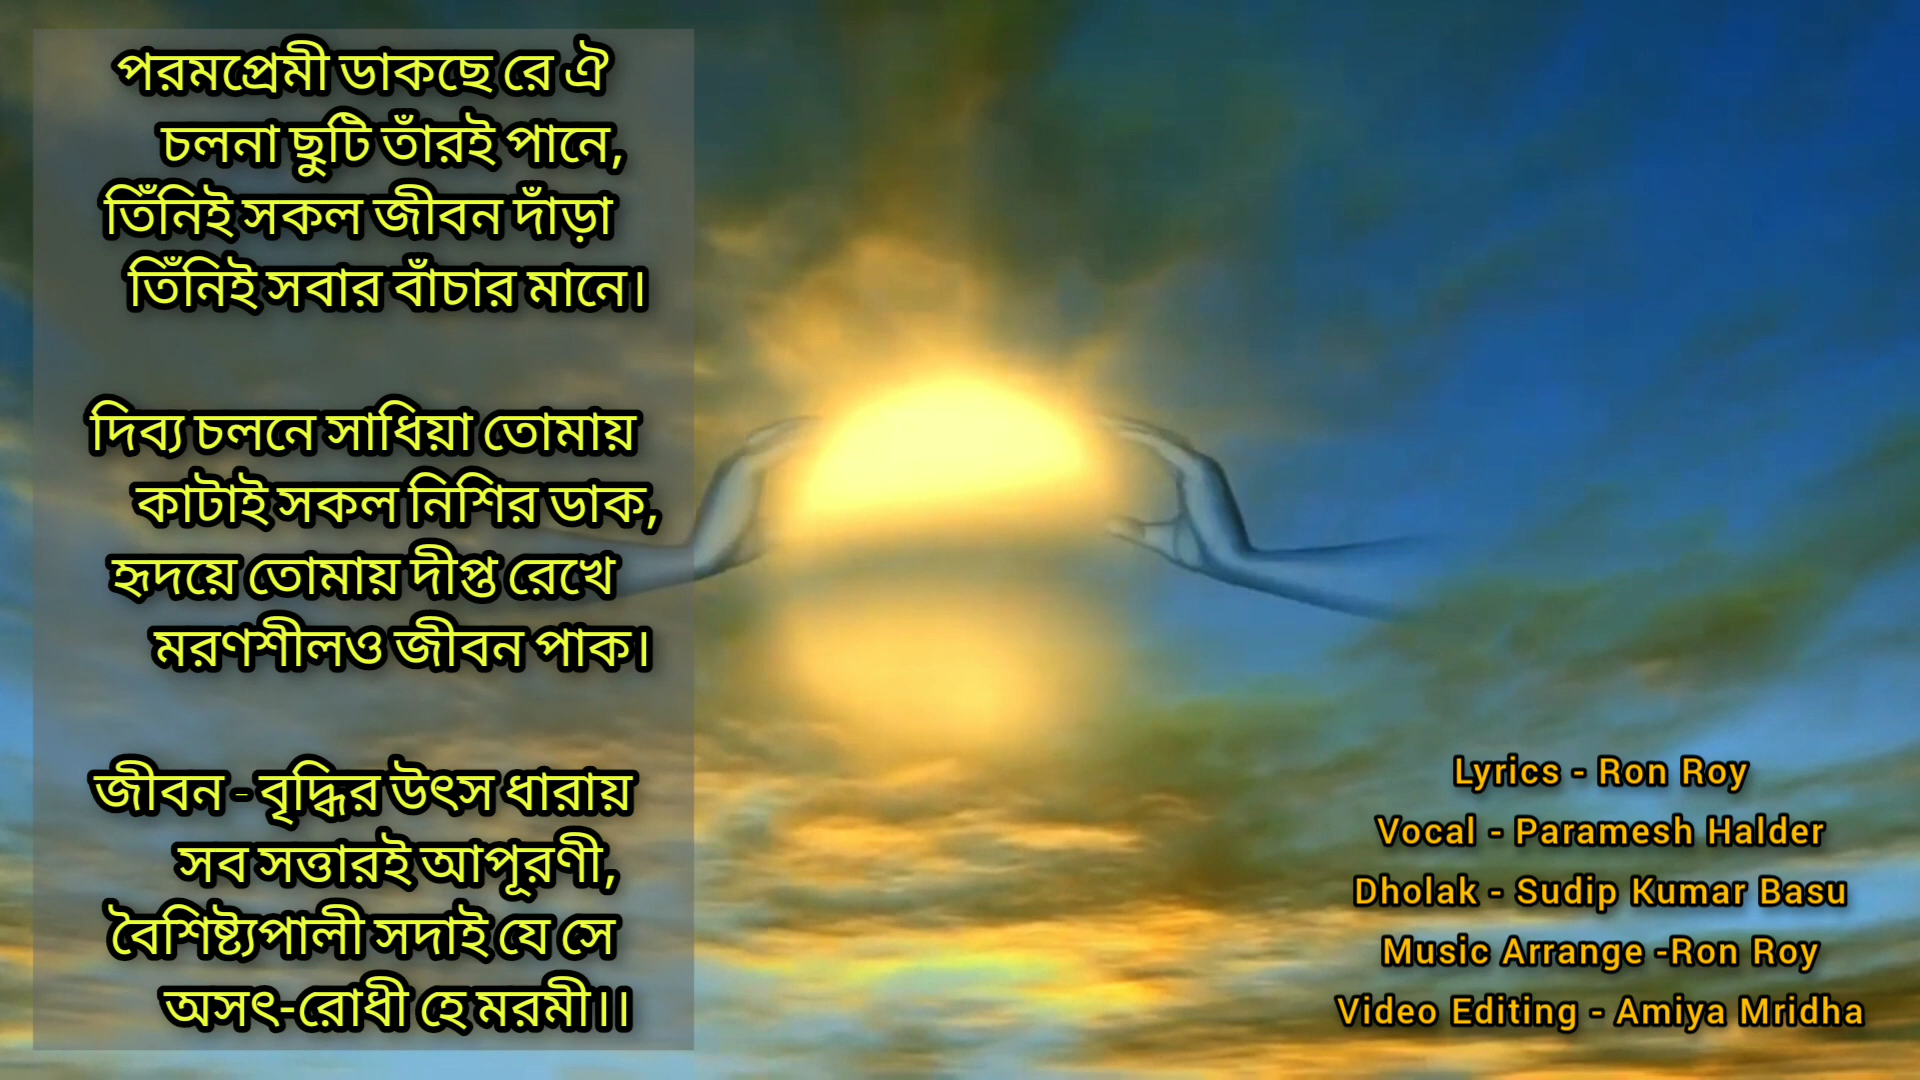 পরমপ্রেমী ডাকছে রে ঐ
চলনা ছুটি তাঁরই পানে,
তিঁনিই সকল জীবন দাঁড়া
তিঁনিই সবার বাঁচার মানে।
দিব্য চলনে সাধিয়া তোমায়
কাটাই সকল নিশির ডাক,
হৃদয়ে তোমায় দীপ্ত রেখে
মরণশীলও জীবন পাক।
জীবন - বৃদ্ধির উৎস ধারায়
সব সত্তারই আপূরণী,
বৈশিষ্ট্যপালী সদাই যে সে
অসৎ-রোধী হে মরমী।।
Lyrics - Ron Roy
Vocal - Paramesh Halder
Dholak - Sudip Kumar Basu
Music Arrange -Ron Roy
Video Editing - Amiya Mridha